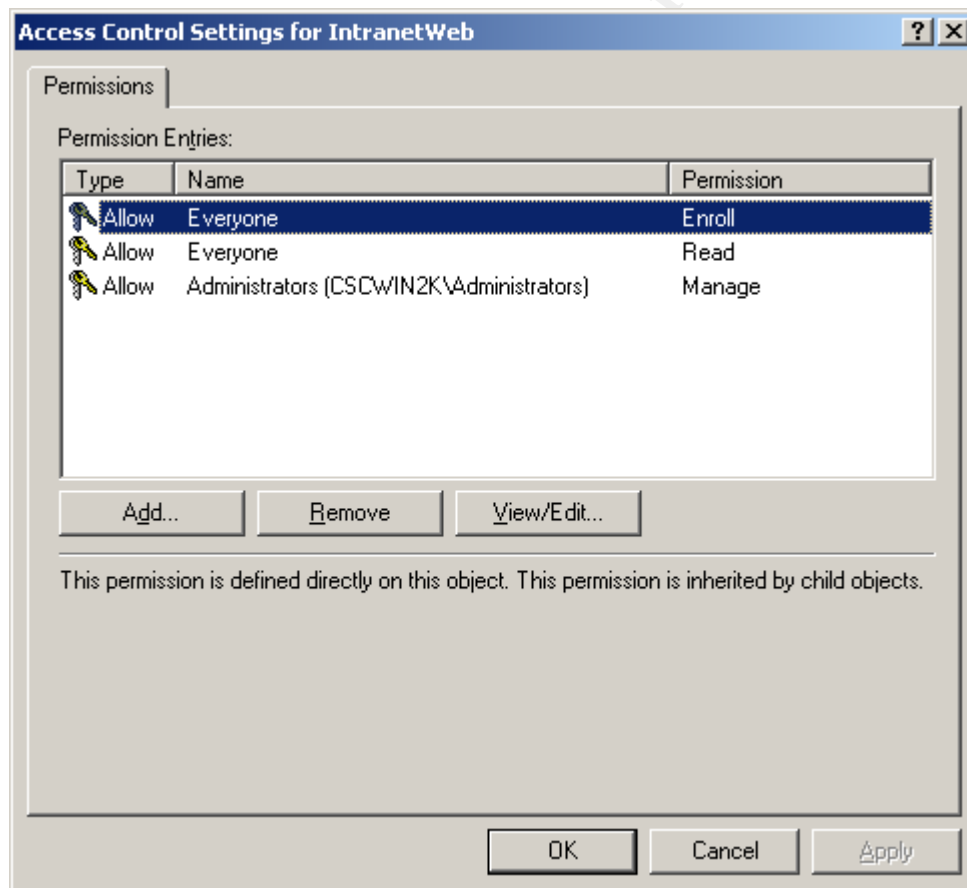 Access Control Settings for IntranetWeb
Permissions
Permission Entries:
Type Name Permission
Allow Everyone Enroll
Allow Everyone Read
Allow Administrators (CSCWIN2K\Administrators) Manage
Add... Remove View/Edit...
This permission is defined directly on this object. This permission is inherited by child objects.
OK Cancel Apply